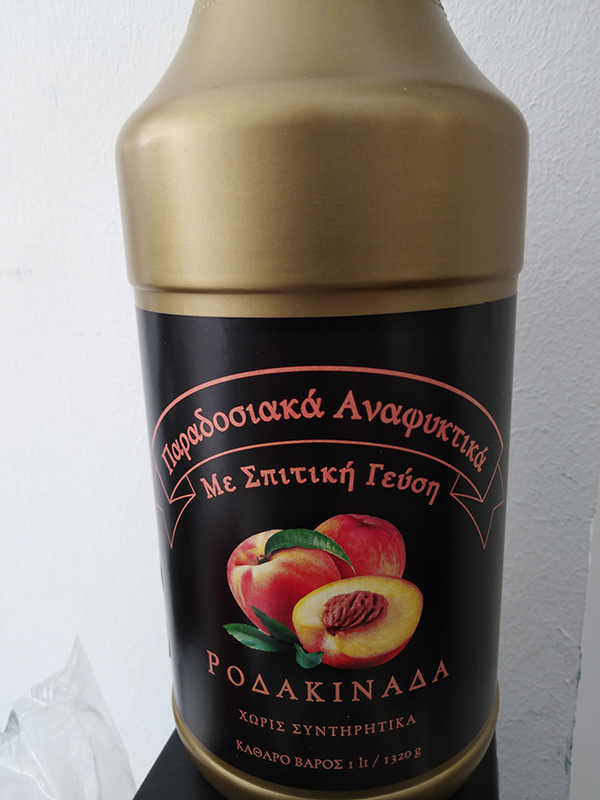 Παραδοσιακά Αναψυκτικά
Με Σπιτική Γεύση
ΡΟΔΑΚΙΝΑΔΑ
ΧΩΡΙΣ ΣΥΝΤΗΡΗΤΙΚΑ
ΚΑΘΑΡΟ ΒΑΡΟΣ 1 lt / 1320 g